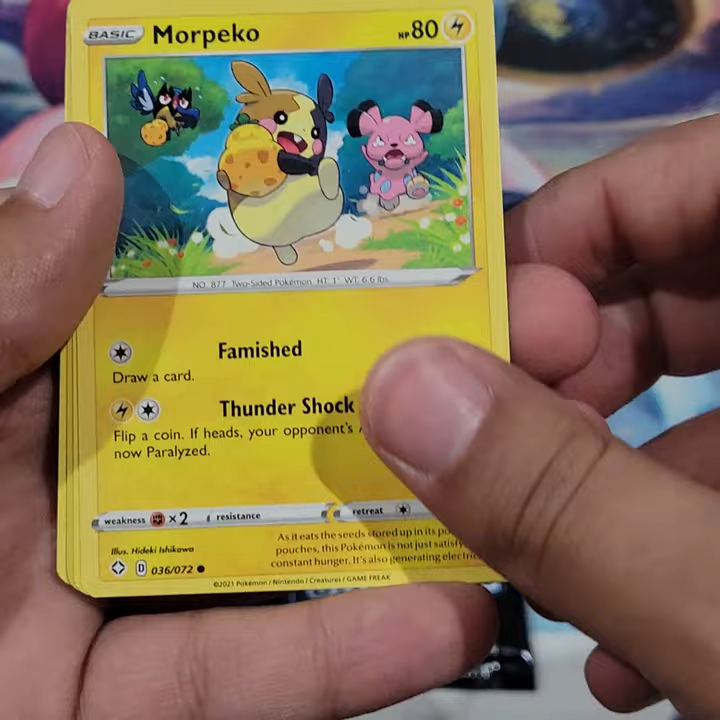 BASIC Morpeko HP 80
NO. 877 Two-Sided Pokémon HT: 1' WT: 6.6 lbs
Famished
Draw a card.
Thunder Shock
Flip a coin. If heads, your opponent's
now Paralyzed.
weakness ×2 resistance retreat
As it eats the seeds stored up in its
pouches, this Pokémon is not just
constant hunger. It's also generating
Illus. Hideki Ishikawa
D 036/072
©2021 Pokémon / Nintendo / Creatures / GAME FREAK